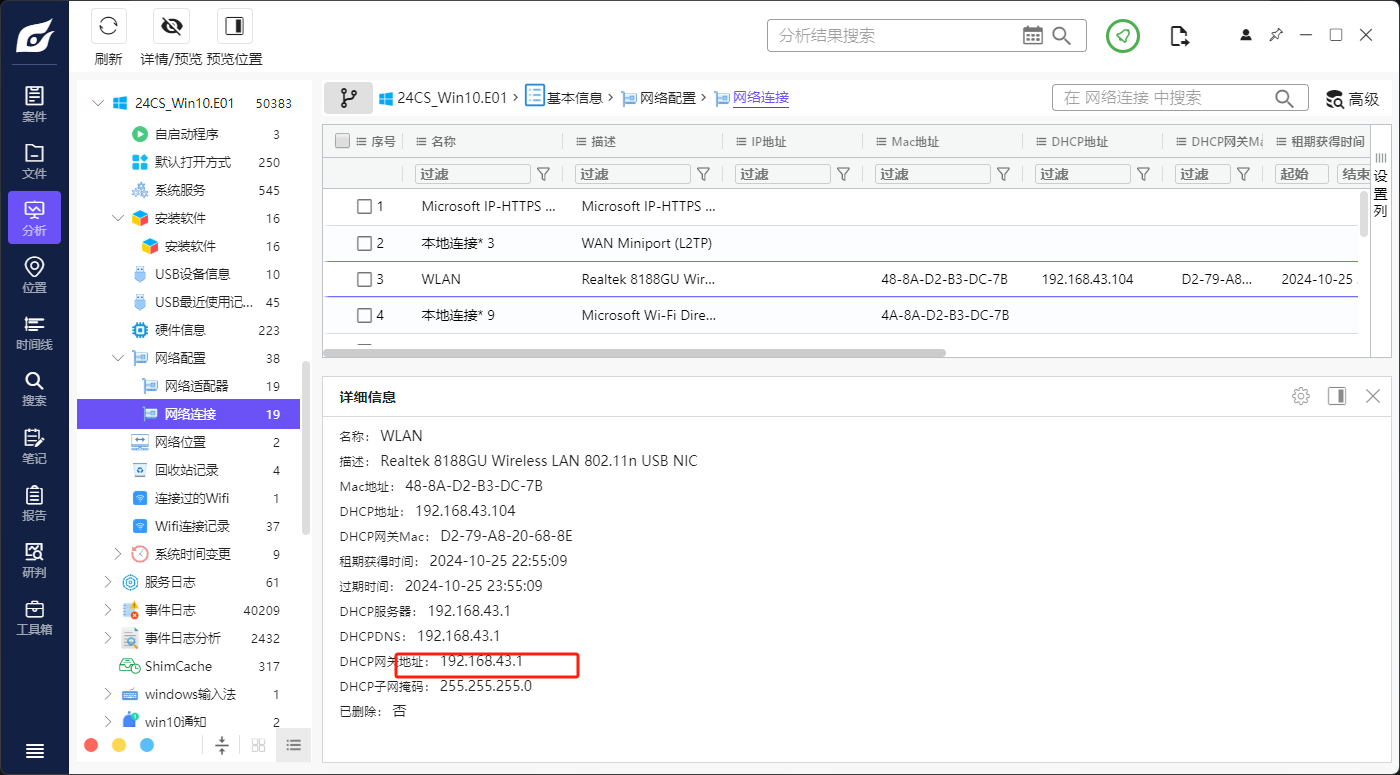 刷新
详情/预览
预览位置
分析结果搜索
案件
文件
分析
位置
时间线
搜索
笔记
报告
研判
工具箱
24CS_Win10.E01 50383
自启动程序 3
默认打开方式 250
系统服务 545
安装软件 16
安装软件 16
USB设备信息 10
USB最近使用记... 45
硬件信息 223
网络配置 38
网络适配器 19
网络连接 19
网络位置 2
回收站记录 4
连接过的Wifi 1
Wifi连接记录 37
系统时间变更 9
服务日志 61
事件日志 40209
事件日志分析 2432
ShimCache 317
windows输入法 1
win10通知 2
24CS_Win10.E01 › 基本信息 › 网络配置 › 网络连接
在 网络连接 中搜索
高级
序号 名称 描述 IP地址 Mac地址 DHCP地址 DHCP网关Ma 租期获得时间
过滤 过滤 过滤 过滤 过滤 过滤 起始 结束
设置列
1 Microsoft IP-HTTPS ... Microsoft IP-HTTPS ...
2 本地连接* 3 WAN Miniport (L2TP)
3 WLAN Realtek 8188GU Wir... 48-8A-D2-B3-DC-7B 192.168.43.104 D2-79-A8... 2024-10-25
4 本地连接* 9 Microsoft Wi-Fi Dire... 4A-8A-D2-B3-DC-7B
详细信息
名称： WLAN
描述： Realtek 8188GU Wireless LAN 802.11n USB NIC
Mac地址： 48-8A-D2-B3-DC-7B
DHCP地址： 192.168.43.104
DHCP网关Mac： D2-79-A8-20-68-8E
租期获得时间： 2024-10-25 22:55:09
过期时间： 2024-10-25 23:55:09
DHCP服务器： 192.168.43.1
DHCPDNS： 192.168.43.1
DHCP网关地址： 192.168.43.1
DHCP子网掩码： 255.255.255.0
已删除： 否